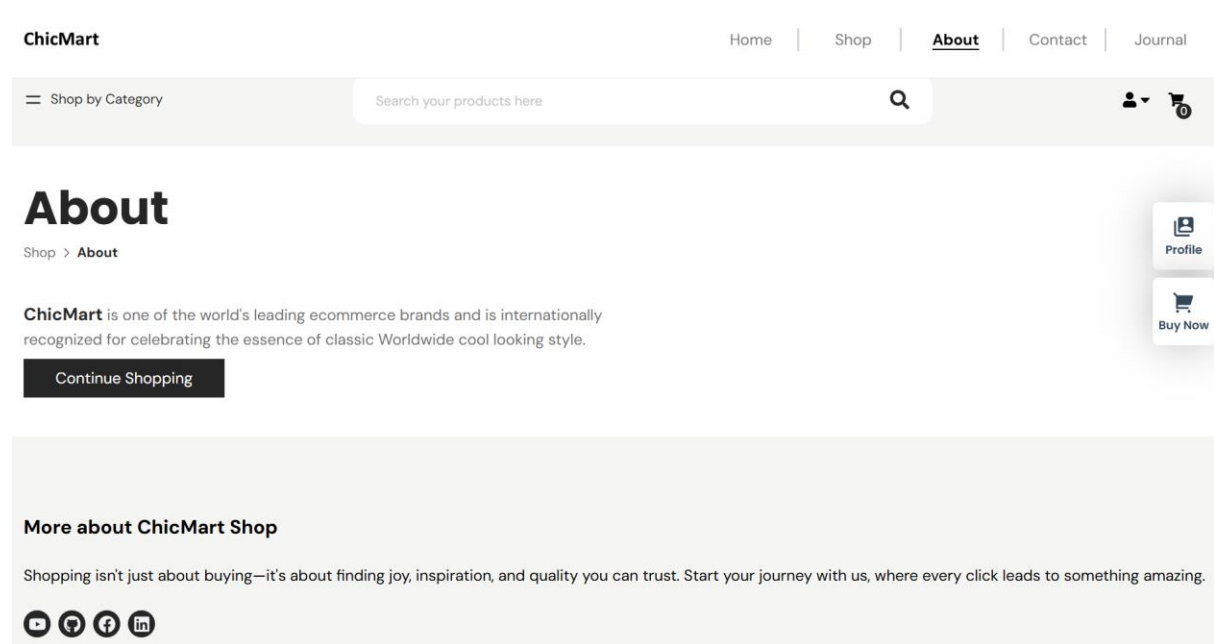 ChicMart
Home
Shop
About
Contact
Journal
Shop by Category
Search your products here
0
About
Shop > About
Profile
Buy Now
ChicMart is one of the world's leading ecommerce brands and is internationally
recognized for celebrating the essence of classic Worldwide cool looking style.
Continue Shopping
More about ChicMart Shop
Shopping isn't just about buying—it's about finding joy, inspiration, and quality you can trust. Start your journey with us, where every click leads to something amazing.